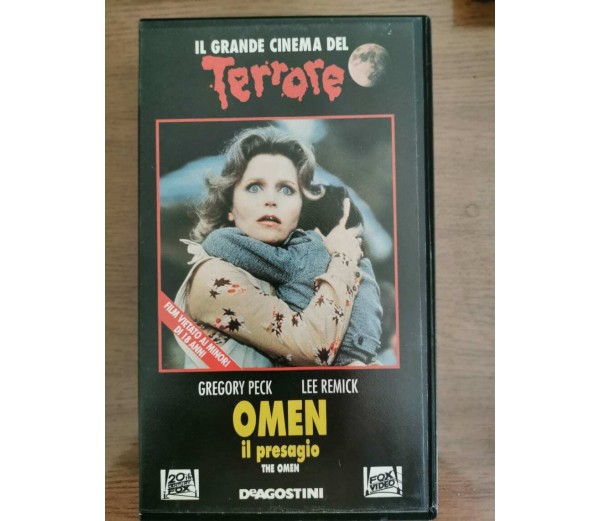 IL GRANDE CINEMA DEL
Terrore
FILM VIETATO AI MINORI
DI 18 ANNI
GREGORY PECK LEE REMICK
OMEN
il presagio
THE OMEN
20th
CENTURY
FOX
DEAGOSTINI
FOX
VIDEO